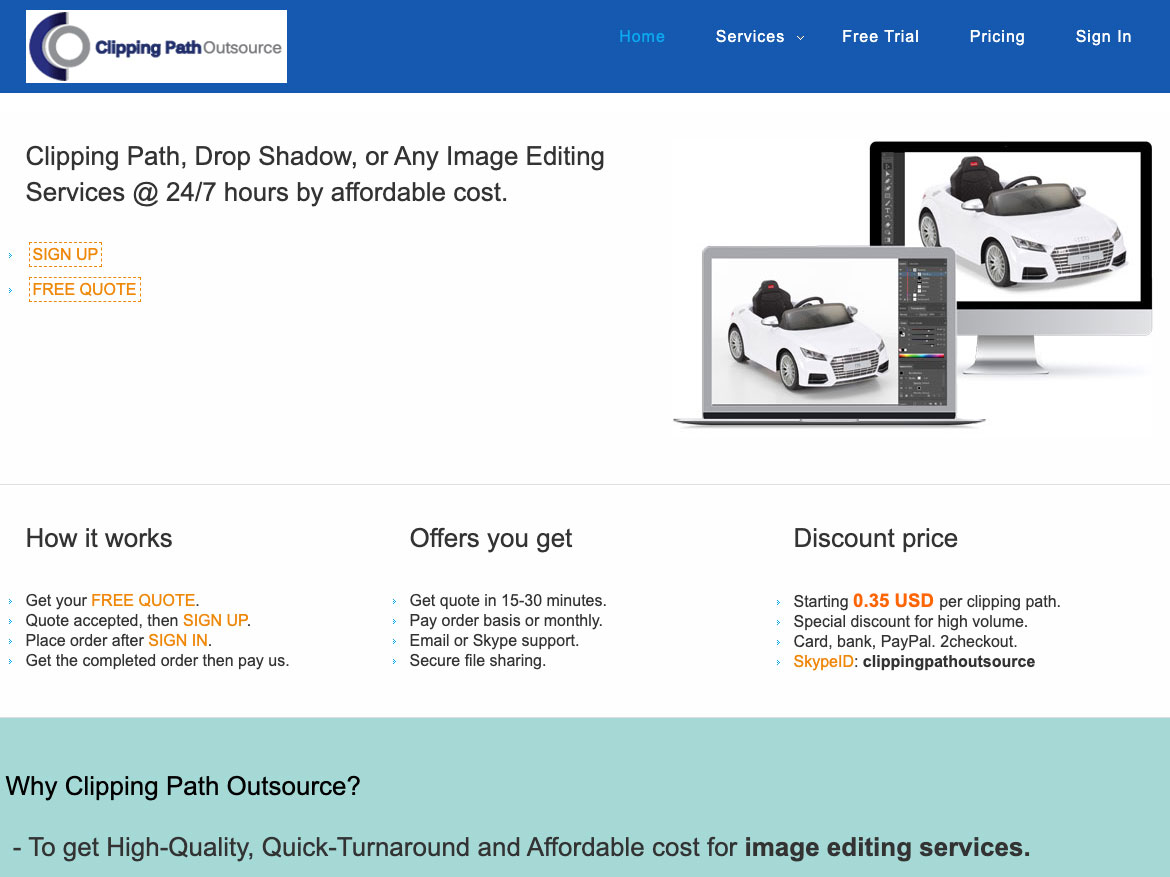 Clipping Path Outsource
Home
Services
Free Trial
Pricing
Sign In
Clipping Path, Drop Shadow, or Any Image Editing
Services @ 24/7 hours by affordable cost.
SIGN UP
FREE QUOTE
How it works
Get your FREE QUOTE.
Quote accepted, then SIGN UP.
Place order after SIGN IN.
Get the completed order then pay us.
Offers you get
Get quote in 15-30 minutes.
Pay order basis or monthly.
Email or Skype support.
Secure file sharing.
Discount price
Starting 0.35 USD per clipping path.
Special discount for high volume.
Card, bank, PayPal. 2checkout.
SkypeID: clippingpathoutsource
Why Clipping Path Outsource?
- To get High-Quality, Quick-Turnaround and Affordable cost for image editing services.